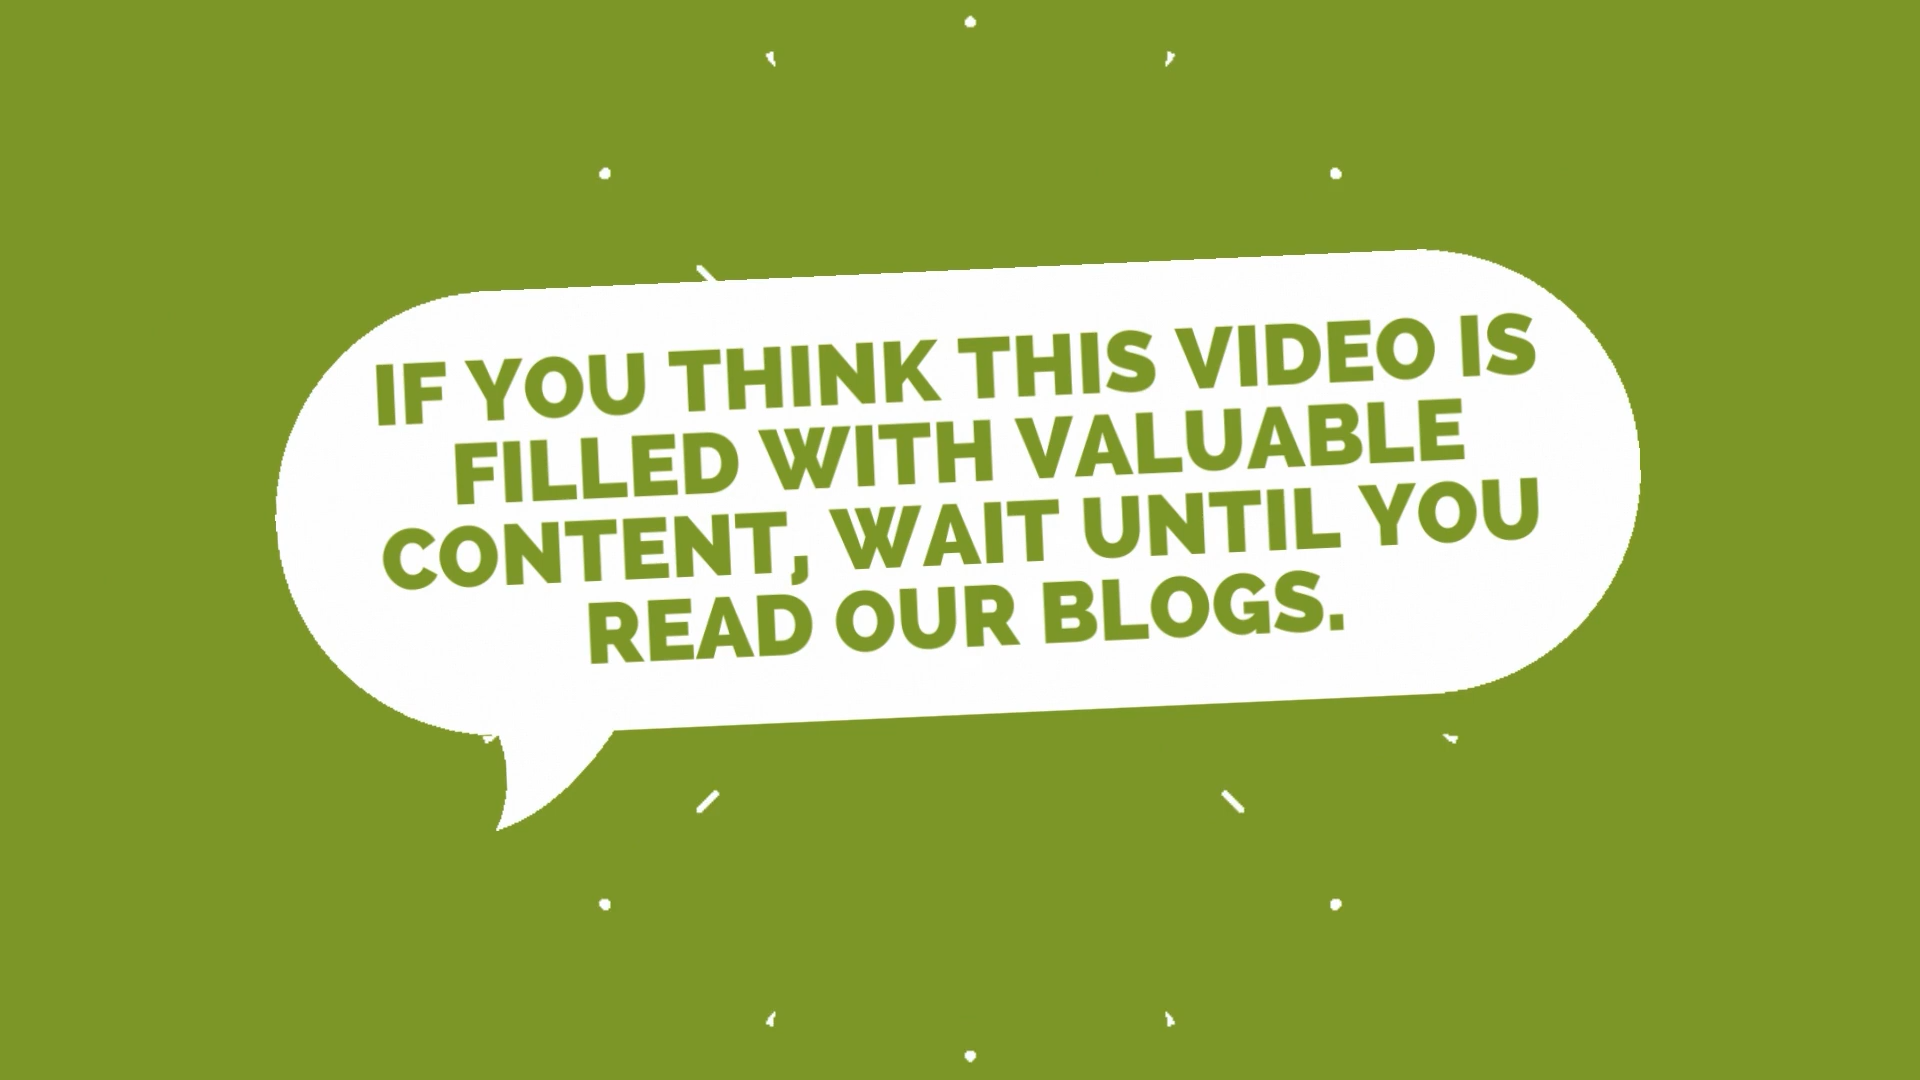 IF YOU THINK THIS VIDEO IS
FILLED WITH VALUABLE
CONTENT, WAIT UNTIL YOU
READ OUR BLOGS.